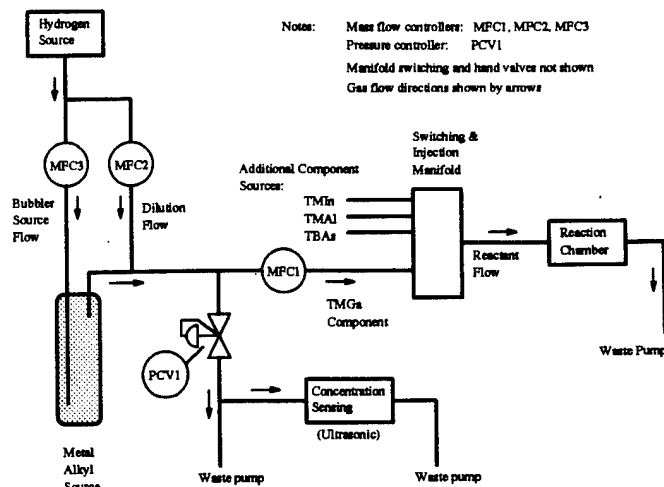 Hydrogen
Source
Notes: Mass flow controllers: MFC1, MFC2, MFC3
Pressure controller: PCV1
Manifold switching and hand valves not shown
Gas flow directions shown by arrows
MFC3
MFC2
Bubbler
Source
Flow
Dilution
Flow
Additional Component
Sources:
TMIn
TMAl
TBAs
Switching &
Injection
Manifold
MFC1
TMGa
Component
Reactant
Flow
Reaction
Chamber
Waste Pump
PCV1
Concentration
Sensing
(Ultrasonic)
Waste pump
Waste pump
Metal
Alkyl
Source